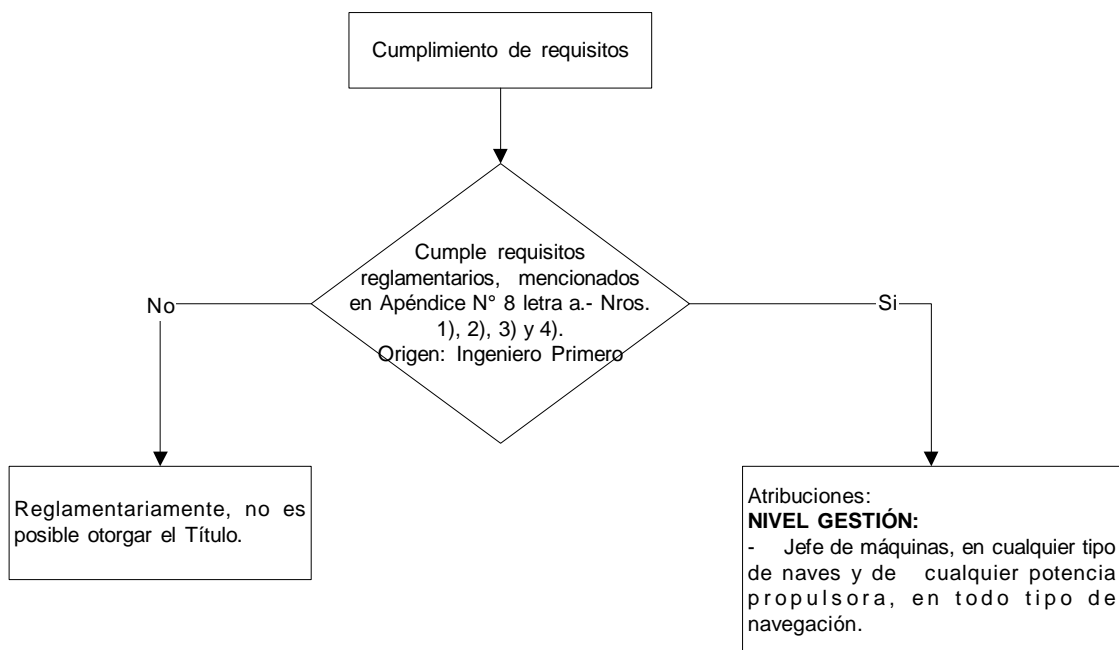 Cumplimiento de requisitos
Cumple requisitos
reglamentarios, mencionados
en Apéndice N° 8 letra a.- Nros.
1), 2), 3) y 4).
Origen: Ingeniero Primero
No
Si
Reglamentariamente, no es
posible otorgar el Título.
Atribuciones:
NIVEL GESTIÓN:
- Jefe de máquinas, en cualquier tipo
de naves y de cualquier potencia
propulsora, en todo tipo de
navegación.